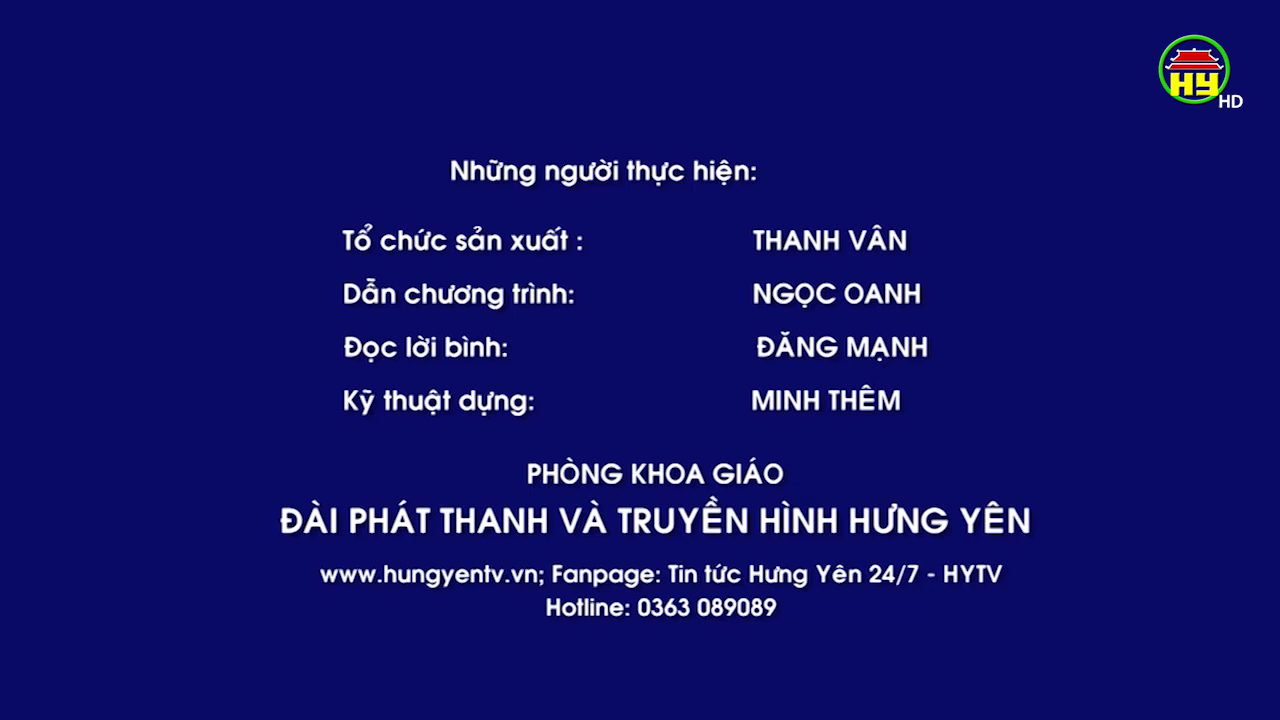 HY
HD
Những người thực hiện:
Tổ chức sản xuất : THANH VÂN
Dẫn chương trình: NGỌC OANH
Đọc lời bình: ĐĂNG MẠNH
Kỹ thuật dựng: MINH THÊM
PHÒNG KHOA GIÁO
ĐÀI PHÁT THANH VÀ TRUYỀN HÌNH HƯNG YÊN
www.hungyentv.vn; Fanpage: Tin tức Hưng Yên 24/7 - HYTV
Hotline: 0363 089089